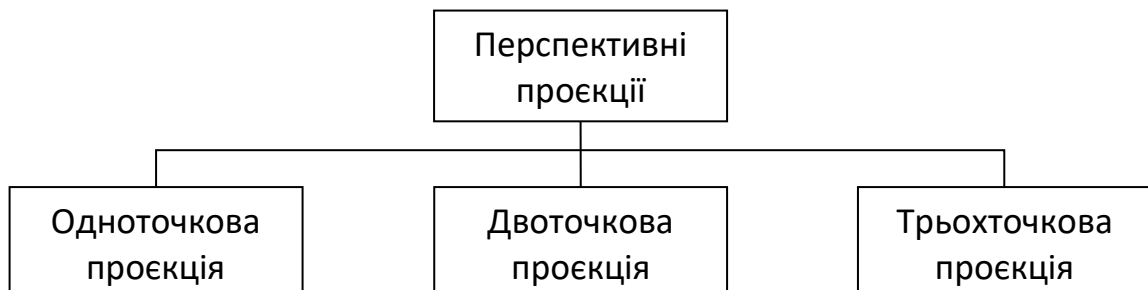 Перспективні
проєкції
Одноточкова
проєкція
Двоточкова
проєкція
Трьохточкова
проєкція